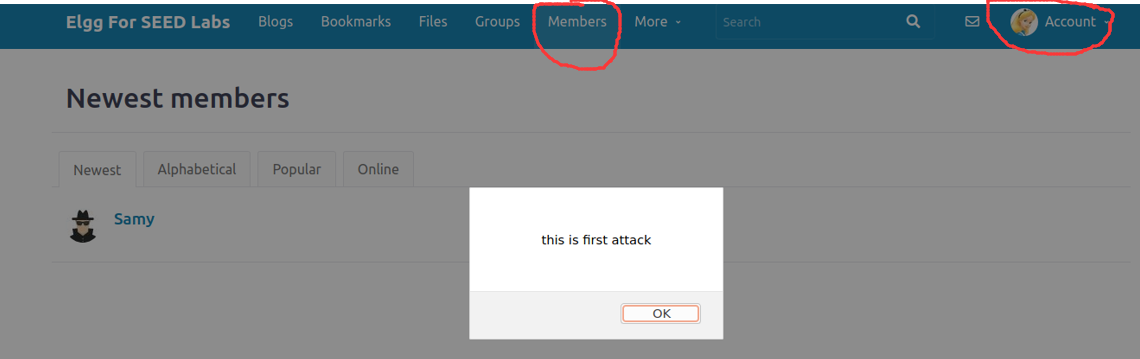 Elgg For SEED Labs Blogs Bookmarks Files Groups Members More Search Account
Newest members
Newest Alphabetical Popular Online
Samy
this is first attack
OK